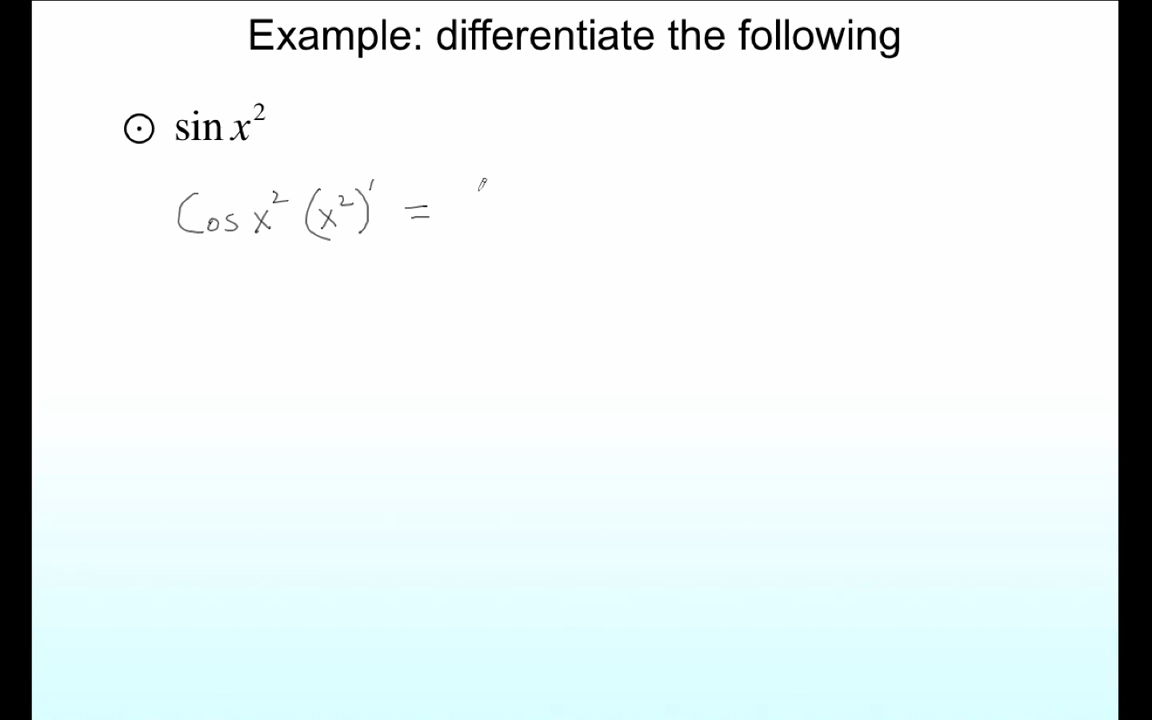 Example: differentiate the following
⊙ sin x²
Cos x² (x²)' =